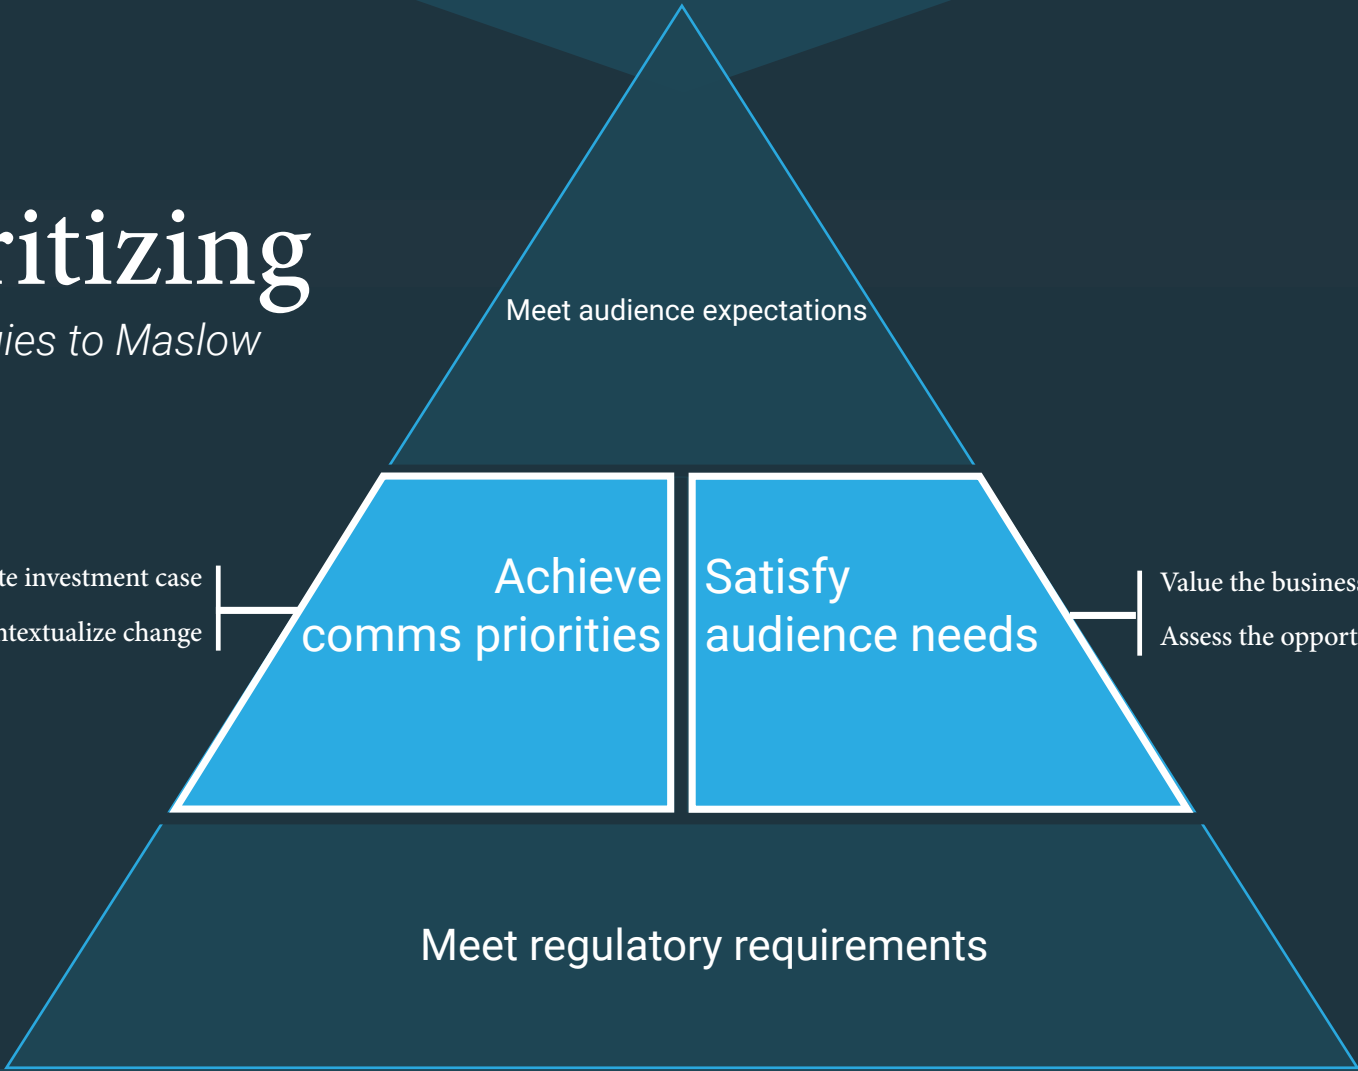 ritizing
ies to Maslow
Meet audience expectations
te investment case
ntextualize change
Achieve
comms priorities
Satisfy
audience needs
Value the business
Assess the opport
Meet regulatory requirements